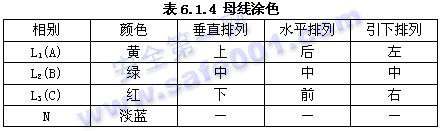 表6.1.4 母线涂色
相别 颜色 垂直排列 水平排列 引下排列
L₁(A) 黄 上 后 左
L₂(B) 绿 中 中 中
L₃(C) 红 下 前 右
N 淡蓝 — — —